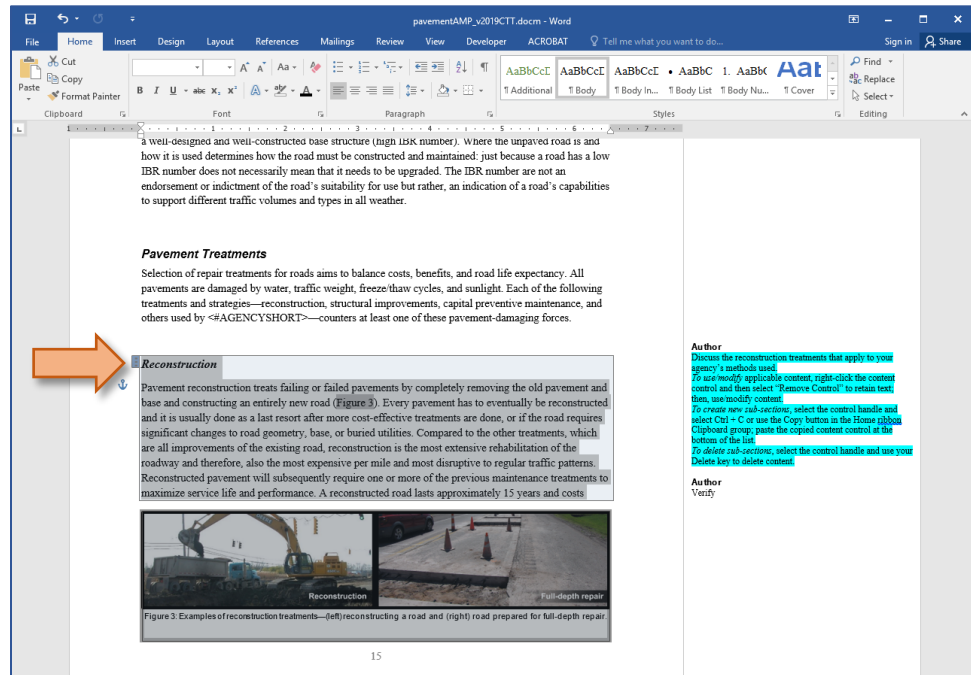 pavementAMP_v2019CTT.docm - Word
File Home Insert Design Layout References Mailings Review View Developer ACROBAT Tell me what you want to do... Sign in Share
Paste
Cut
Copy
Format Painter
Clipboard
Aa
B I U abc X₂ X² A
Font
Paragraph
AaBbCcD AaBbCcD AaBbCcD • AaBbC 1. AaBb( AaB
¶ Additional ¶ Body ¶ Body In... ¶ Body List ¶ Body Nu... ¶ Cover
Styles
Find
Replace
Select
Editing
1 1 2 3 4 5 6 7
a well-designed and well-constructed base structure (high IBR number). Where the unpaved road is and
how it is used determines how the road must be constructed and maintained: just because a road has a low
IBR number does not necessarily mean that it needs to be upgraded. The IBR number are not an
endorsement or indictment of the road’s suitability for use but rather, an indication of a road’s capabilities
to support different traffic volumes and types in all weather.
Pavement Treatments
Selection of repair treatments for roads aims to balance costs, benefits, and road life expectancy. All
pavements are damaged by water, traffic weight, freeze/thaw cycles, and sunlight. Each of the following
treatments and strategies—reconstruction, structural improvements, capital preventive maintenance, and
others used by <#AGENCYSHORT>—counters at least one of these pavement-damaging forces.
Reconstruction
Pavement reconstruction treats failing or failed pavements by completely removing the old pavement and
base and constructing an entirely new road (Figure 3). Every pavement has to eventually be reconstructed
and it is usually done as a last resort after more cost-effective treatments are done, or if the road requires
significant changes to road geometry, base, or buried utilities. Compared to the other treatments, which
are all improvements of the existing road, reconstruction is the most extensive rehabilitation of the
roadway and therefore, also the most expensive per mile and most disruptive to regular traffic patterns.
Reconstructed pavement will subsequently require one or more of the previous maintenance treatments to
maximize service life and performance. A reconstructed road lasts approximately 15 years and costs
Reconstruction
Full-depth repair
Figure 3: Examples of reconstruction treatments—(left) reconstructing a road and (right) road prepared for full-depth repair.
15
Author
Discuss the reconstruction treatments that apply to your
agency’s methods used.
To use/modify applicable content, right-click the content
control and then select “Remove Control” to retain text;
then, use/modify content.
To create new sub-sections, select the control handle and
select Ctrl + C or use the Copy button in the Home ribbon
Clipboard group; paste the copied content control at the
bottom of the list.
To delete sub-sections, select the control handle and use your
Delete key to delete content.
Author
Verify